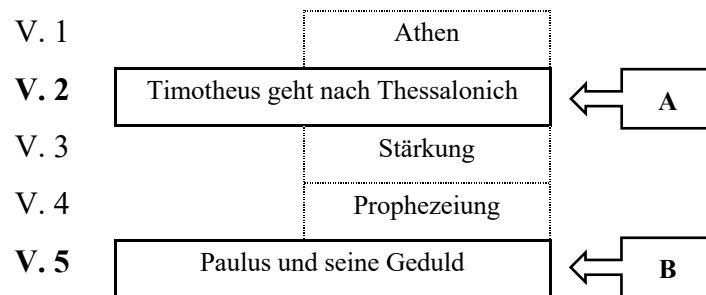 V. 1 Athen
V. 2 Timotheus geht nach Thessalonich A
V. 3 Stärkung
V. 4 Prophezeiung
V. 5 Paulus und seine Geduld B